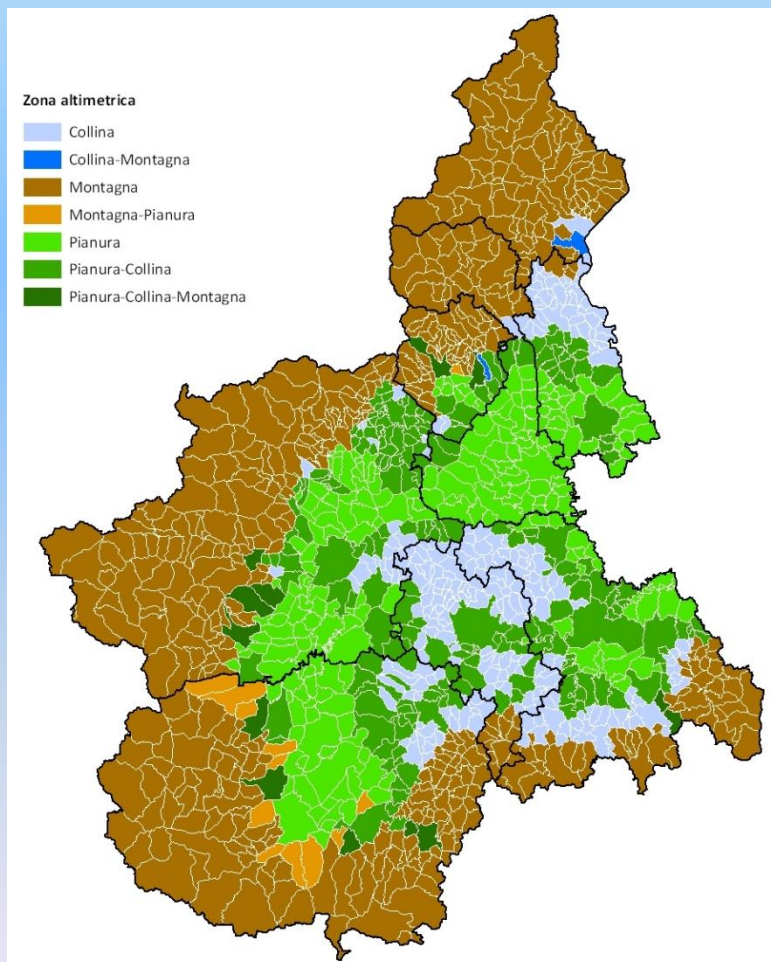 Zona altimetrica
Collina
Collina-Montagna
Montagna
Montagna-Pianura
Pianura
Pianura-Collina
Pianura-Collina-Montagna